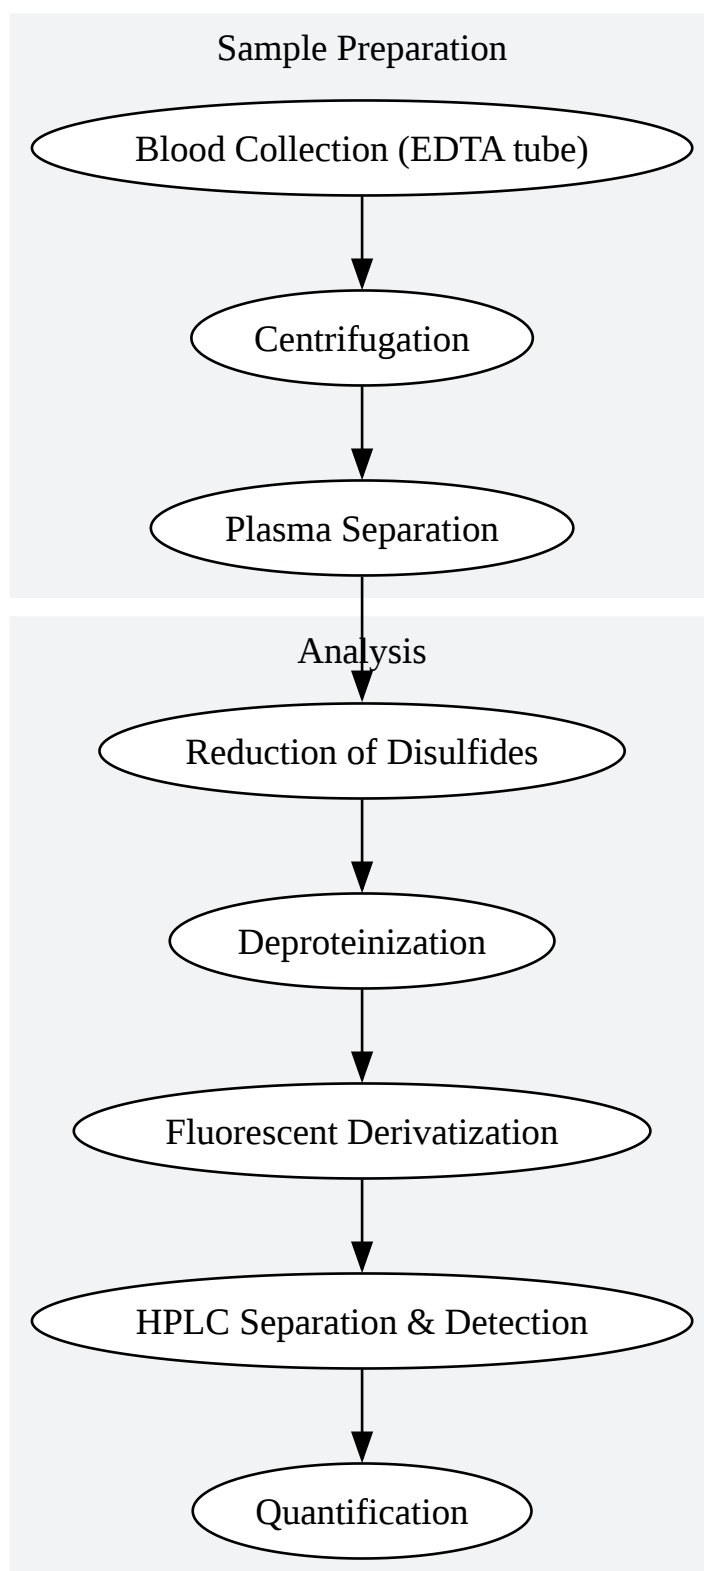 Sample Preparation
Blood Collection (EDTA tube)
Centrifugation
Plasma Separation
Analysis
Reduction of Disulfides
Deproteinization
Fluorescent Derivatization
HPLC Separation & Detection
Quantification